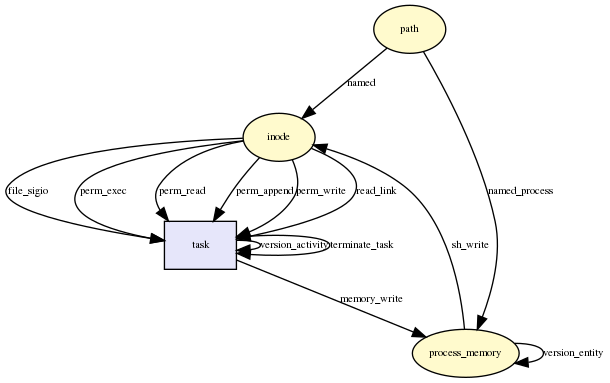 path
named
inode
file_sigio
perm_exec
perm_read
perm_append
perm_write
read_link
named_process
task
version_activity
terminate_task
sh_write
memory_write
process_memory
version_entity